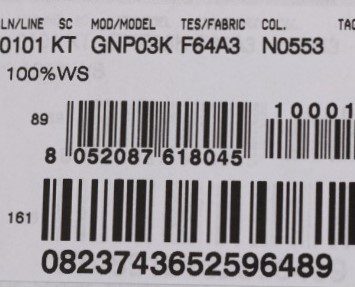 LN/LINE SC MOD/MODEL TES/FABRIC COL.
0101 KT GNP03K F64A3 N0553
100%WS
89 10001
8 052087 618045
161
0823743652596489